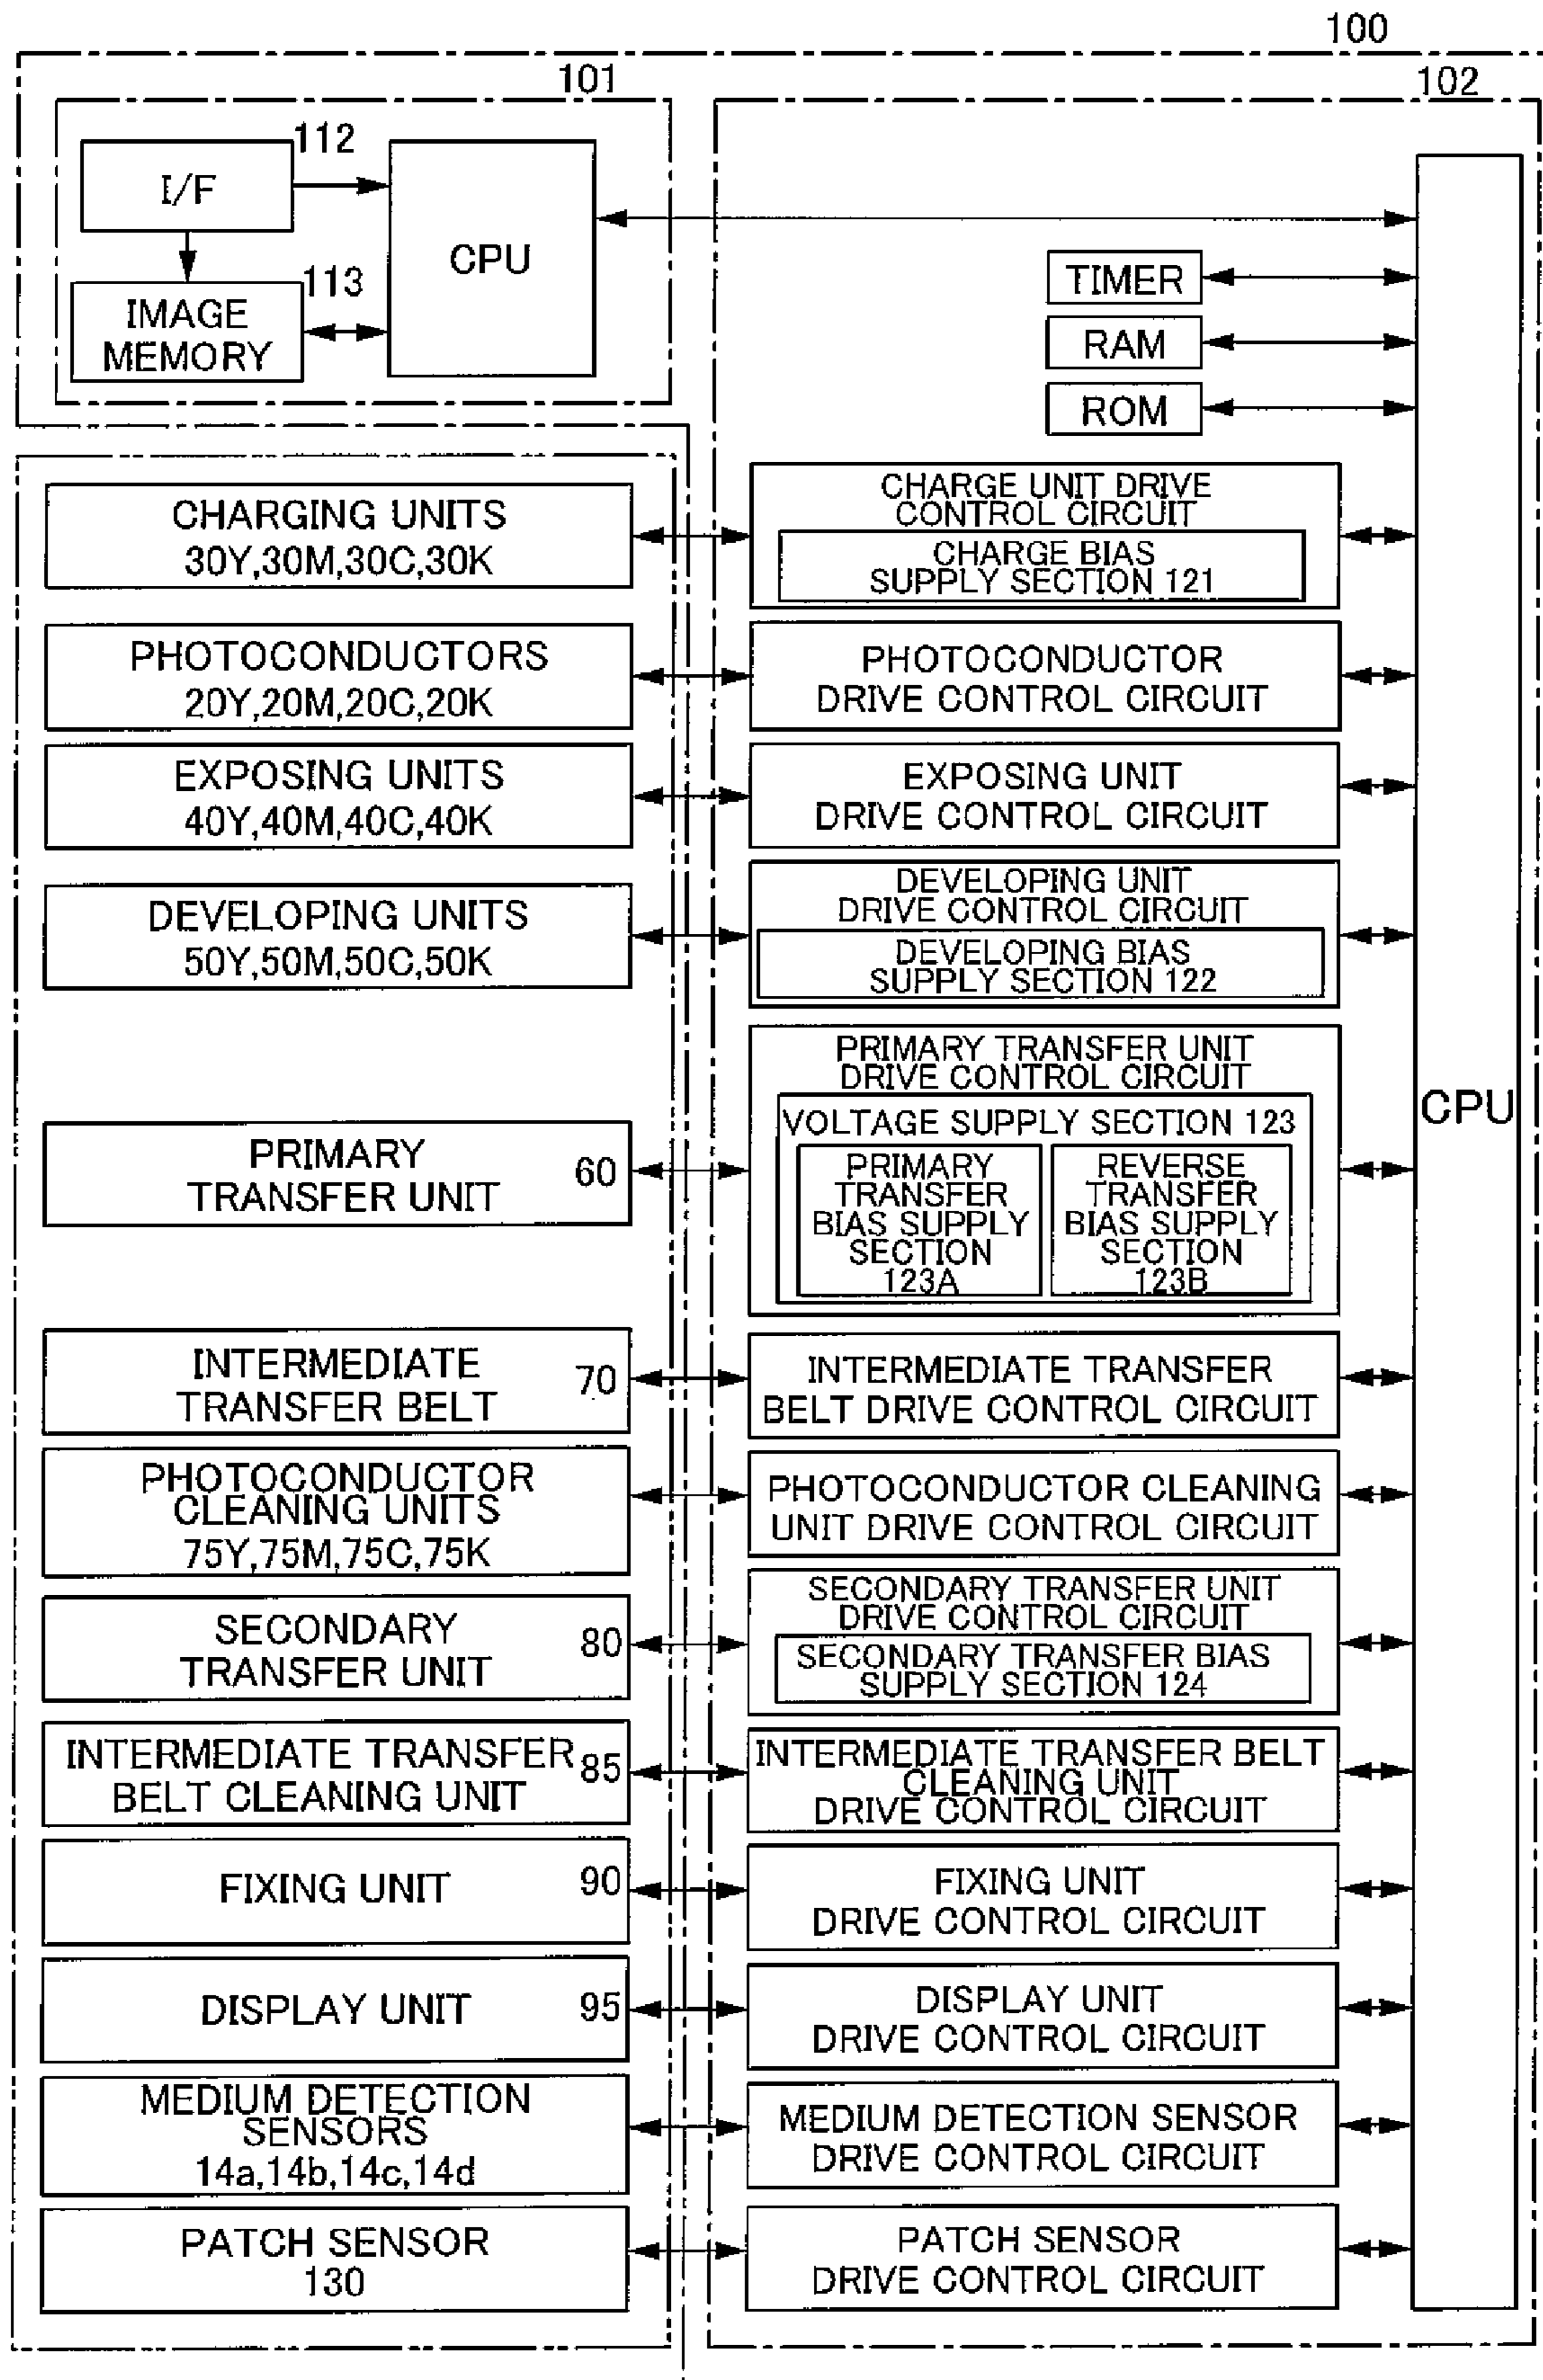 100
101
102
112
I/F
CPU
113
IMAGE
MEMORY
TIMER
RAM
ROM
CHARGING UNITS
30Y,30M,30C,30K
CHARGE UNIT DRIVE
CONTROL CIRCUIT
CHARGE BIAS
SUPPLY SECTION 121
PHOTOCONDUCTORS
20Y,20M,20C,20K
PHOTOCONDUCTOR
DRIVE CONTROL CIRCUIT
EXPOSING UNITS
40Y,40M,40C,40K
EXPOSING UNIT
DRIVE CONTROL CIRCUIT
DEVELOPING UNITS
50Y,50M,50C,50K
DEVELOPING UNIT
DRIVE CONTROL CIRCUIT
DEVELOPING BIAS
SUPPLY SECTION 122
PRIMARY
TRANSFER UNIT
60
PRIMARY TRANSFER UNIT
DRIVE CONTROL CIRCUIT
VOLTAGE SUPPLY SECTION 123
PRIMARY
TRANSFER
BIAS SUPPLY
SECTION
123A
REVERSE
TRANSFER
BIAS SUPPLY
SECTION
123B
CPU
INTERMEDIATE
TRANSFER BELT
70
INTERMEDIATE TRANSFER
BELT DRIVE CONTROL CIRCUIT
PHOTOCONDUCTOR
CLEANING UNITS
75Y,75M,75C,75K
PHOTOCONDUCTOR CLEANING
UNIT DRIVE CONTROL CIRCUIT
SECONDARY
TRANSFER UNIT
80
SECONDARY TRANSFER UNIT
DRIVE CONTROL CIRCUIT
SECONDARY TRANSFER BIAS
SUPPLY SECTION 124
INTERMEDIATE TRANSFER
BELT CLEANING UNIT
85
INTERMEDIATE TRANSFER BELT
CLEANING UNIT
DRIVE CONTROL CIRCUIT
FIXING UNIT
90
FIXING UNIT
DRIVE CONTROL CIRCUIT
DISPLAY UNIT
95
DISPLAY UNIT
DRIVE CONTROL CIRCUIT
MEDIUM DETECTION
SENSORS
14a,14b,14c,14d
MEDIUM DETECTION SENSOR
DRIVE CONTROL CIRCUIT
PATCH SENSOR
130
PATCH SENSOR
DRIVE CONTROL CIRCUIT